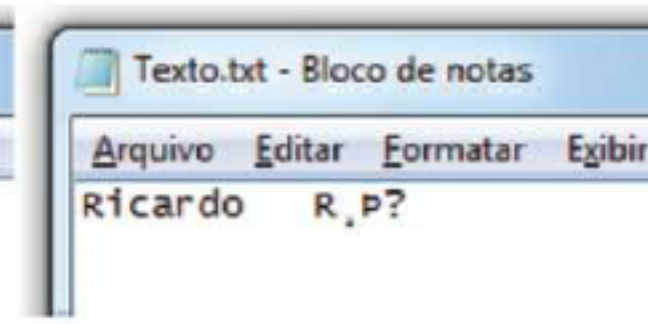 Texto.txt - Bloco de notas
Arquivo Editar Formatar Exibir
Ricardo R¸Þ?